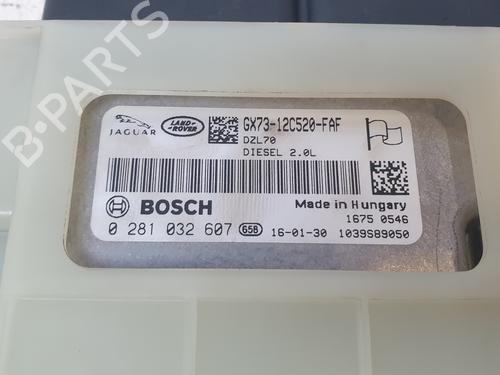 JAGUAR
LAND-
ROVER
GX73-12C520-FAF
DZL70
DIESEL 2.0L
BOSCH
Made in Hungary
1675 0546
0 281 032 607 65B 16-01-30 1039S89050
B-PARTS